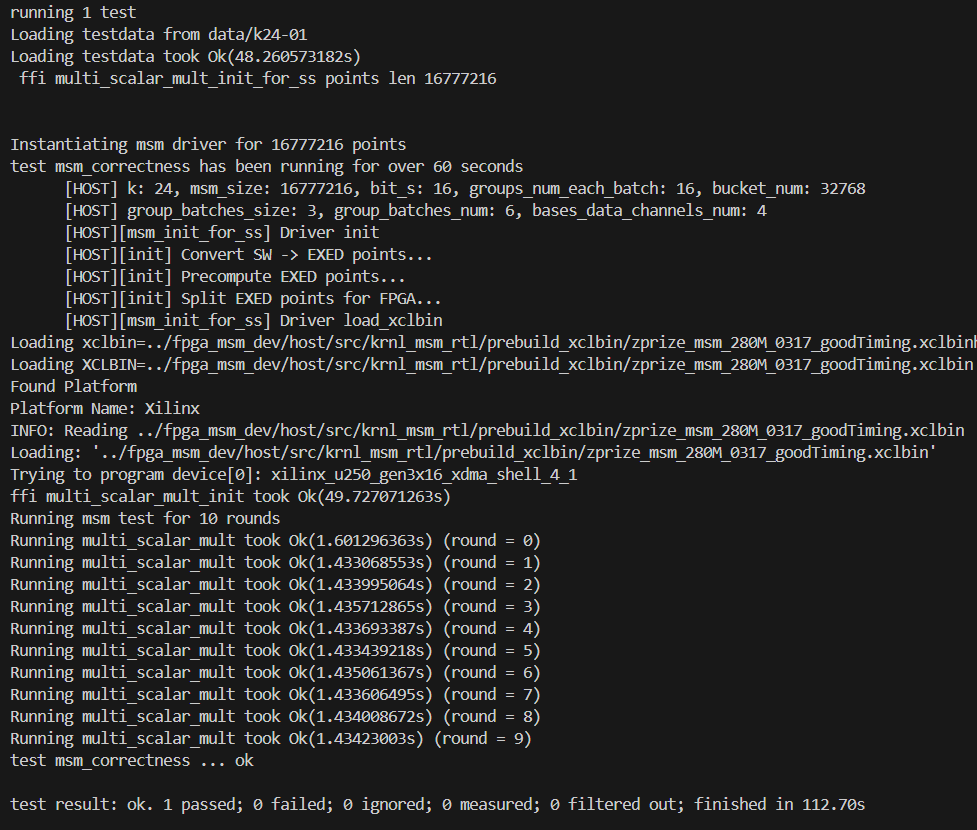 running 1 test
Loading testdata from data/k24-01
Loading testdata took Ok(48.260573182s)
ffi multi_scalar_mult_init_for_ss points len 16777216
Instantiating msm driver for 16777216 points
test msm_correctness has been running for over 60 seconds
[HOST] k: 24, msm_size: 16777216, bit_s: 16, groups_num_each_batch: 16, bucket_num: 32768
[HOST] group_batches_size: 3, group_batches_num: 6, bases_data_channels_num: 4
[HOST][msm_init_for_ss] Driver init
[HOST][init] Convert SW -> EXED points...
[HOST][init] Precompute EXED points...
[HOST][init] Split EXED points for FPGA...
[HOST][msm_init_for_ss] Driver load_xclbin
Loading xclbin=../fpga_msm_dev/host/src/krnl_msm_rtl/prebuild_xclbin/zprize_msm_280M_0317_goodTiming.xclbinh
Loading XCLBIN=../fpga_msm_dev/host/src/krnl_msm_rtl/prebuild_xclbin/zprize_msm_280M_0317_goodTiming.xclbin
Found Platform
Platform Name: Xilinx
INFO: Reading ../fpga_msm_dev/host/src/krnl_msm_rtl/prebuild_xclbin/zprize_msm_280M_0317_goodTiming.xclbin
Loading: '../fpga_msm_dev/host/src/krnl_msm_rtl/prebuild_xclbin/zprize_msm_280M_0317_goodTiming.xclbin'
Trying to program device[0]: xilinx_u250_gen3x16_xdma_shell_4_1
ffi multi_scalar_mult_init took Ok(49.727071263s)
Running msm test for 10 rounds
Running multi_scalar_mult took Ok(1.601296363s) (round = 0)
Running multi_scalar_mult took Ok(1.433068553s) (round = 1)
Running multi_scalar_mult took Ok(1.433995064s) (round = 2)
Running multi_scalar_mult took Ok(1.435712865s) (round = 3)
Running multi_scalar_mult took Ok(1.433693387s) (round = 4)
Running multi_scalar_mult took Ok(1.433439218s) (round = 5)
Running multi_scalar_mult took Ok(1.435061367s) (round = 6)
Running multi_scalar_mult took Ok(1.433606495s) (round = 7)
Running multi_scalar_mult took Ok(1.434008672s) (round = 8)
Running multi_scalar_mult took Ok(1.43423003s) (round = 9)
test msm_correctness ... ok
test result: ok. 1 passed; 0 failed; 0 ignored; 0 measured; 0 filtered out; finished in 112.70s